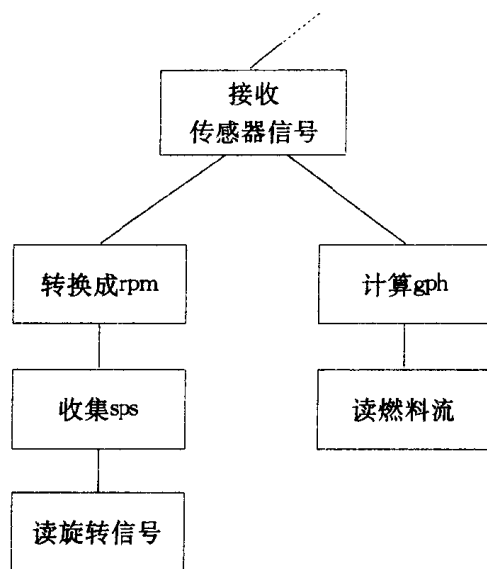 接收
传感器信号
转换成rpm
计算gph
收集sps
读燃料流
读旋转信号